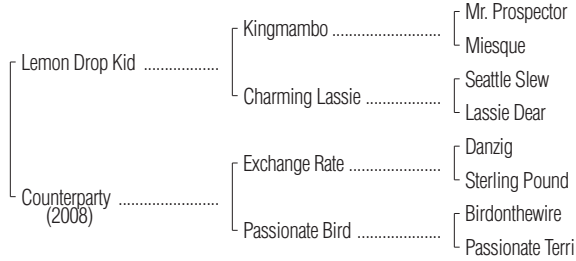 Mr. Prospector
Kingmambo ......................
Miesque
Lemon Drop Kid ...............
Seattle Slew
Charming Lassie ...............
Lassie Dear
Danzig
Exchange Rate ..................
Sterling Pound
Counterparty ....................
(2008)
Birdonthewire
Passionate Bird .................
Passionate Terri